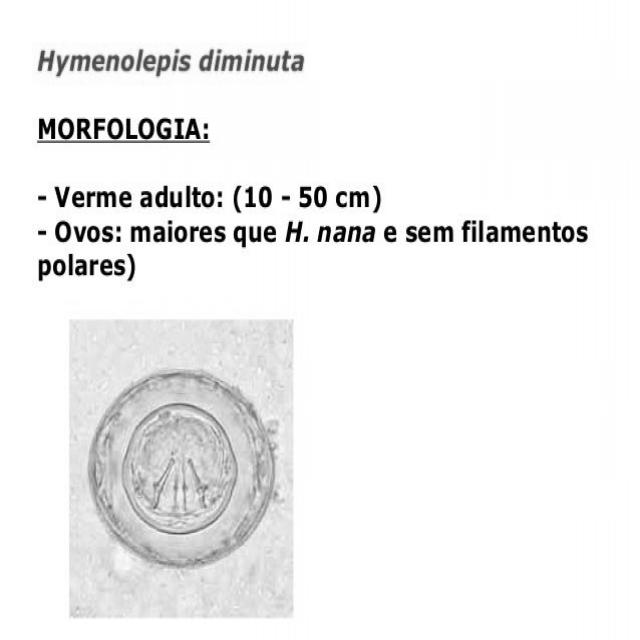 Hymenolepis diminuta
MORFOLOGIA:
- Verme adulto: (10 - 50 cm)
- Ovos: maiores que H. nana e sem filamentos
polares)